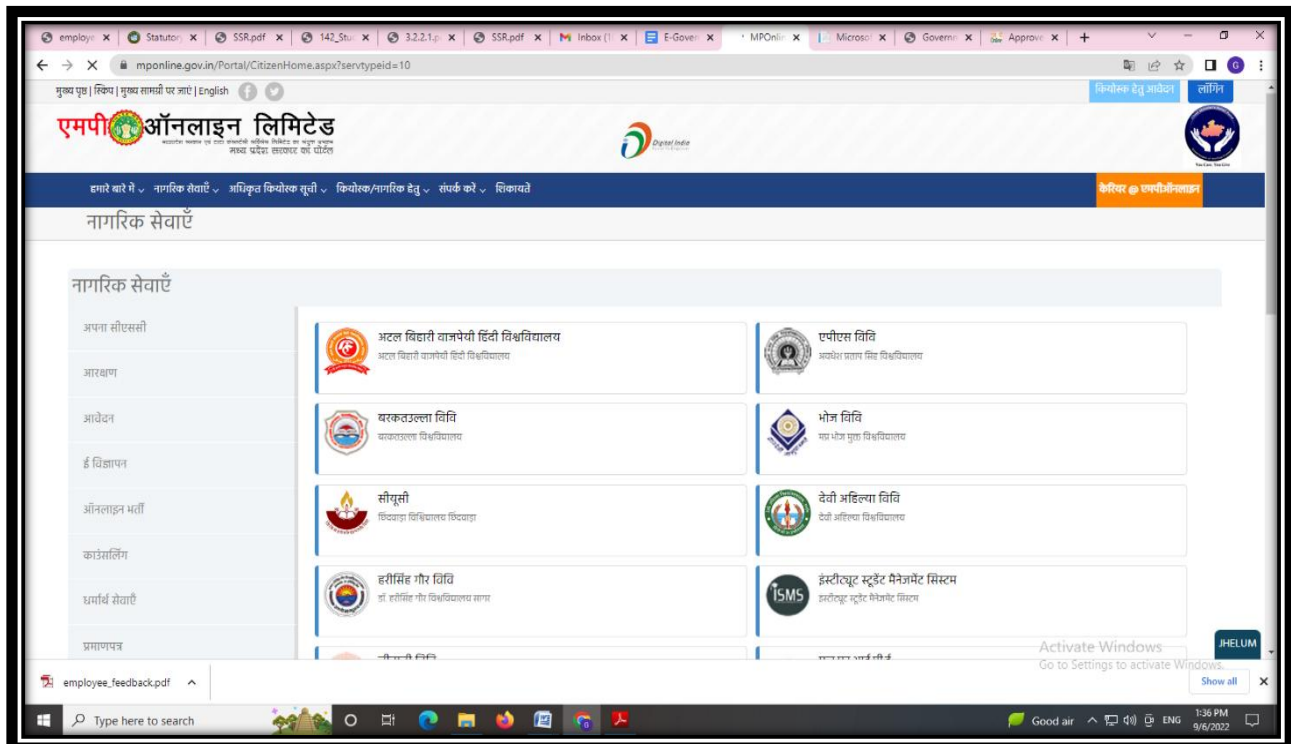 employe
Statutor
SSR.pdf
142_Stu
3.2.2.1.p
SSR.pdf
Inbox (1
E-Gover
MPOnlin
Microsof
Governm
Approve
mponline.gov.in/Portal/CitizenHome.aspx?servtypeid=10
G
मुख्य पृष्ठ | स्किप | मुख्य सामग्री पर जाएं | English
कियोस्क हेतु आवेदन
लॉगिन
एमपी ऑनलाइन लिमिटेड
मध्य प्रदेश सरकार का पोर्टल
Digital India
हमारे बारे में नागरिक सेवाएँ अधिकृत कियोस्क सूची कियोस्क/नागरिक हेतु संपर्क करे शिकायतें
केरियर @ एमपीऑनलाइन
नागरिक सेवाएँ
नागरिक सेवाएँ
अपना सीएससी
आरक्षण
आवेदन
ई विज्ञापन
ऑनलाइन भर्ती
काउंसलिंग
धर्मार्थ सेवाएँ
प्रमाणपत्र
अटल बिहारी वाजपेयी हिंदी विश्वविद्यालय
अटल बिहारी वाजपेयी हिंदी विश्वविद्यालय
एपीएस विवि
अवधेश प्रताप सिंह विश्वविद्यालय
बरकतउल्ला विवि
बरकतउल्ला विश्वविद्यालय
भोज विवि
मप्र भोज मुक्त विश्वविद्यालय
सीयूसी
छिंदवाड़ा विश्विद्यालय छिंदवाड़ा
देवी अहिल्या विवि
देवी अहिल्या विश्वविद्यालय
हरीसिंह गौर विवि
डॉ. हरीसिंह गौर विश्वविद्यालय सागर
ISMS
इंस्टीट्यूट स्टूडेंट मैनेजमेंट सिस्टम
इंस्टीट्यूट स्टूडेंट मैनेजमेंट सिस्टम
Activate Windows
Go to Settings to activate Windows.
JHELUM
employee_feedback.pdf
Show all
Type here to search
Good air
ENG
1:36 PM
9/6/2022